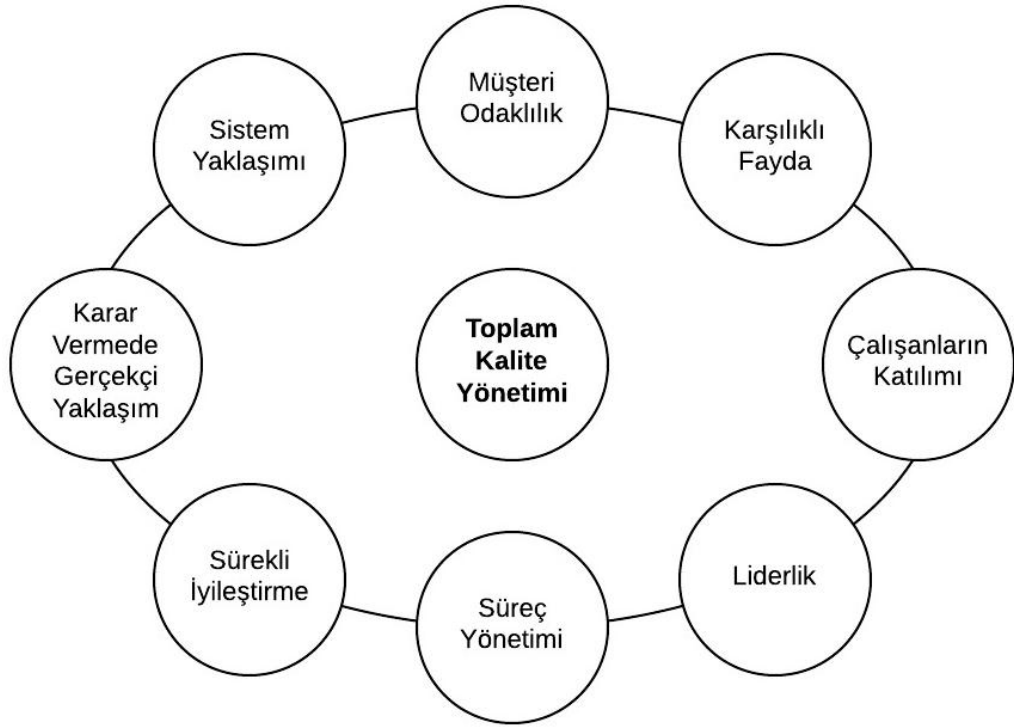 Müşteri
Odaklılık
Karşılıklı
Fayda
Çalışanların
Katılımı
Liderlik
Süreç
Yönetimi
Sürekli
İyileştirme
Karar
Vermede
Gerçekçi
Yaklaşım
Sistem
Yaklaşımı
Toplam
Kalite
Yönetimi